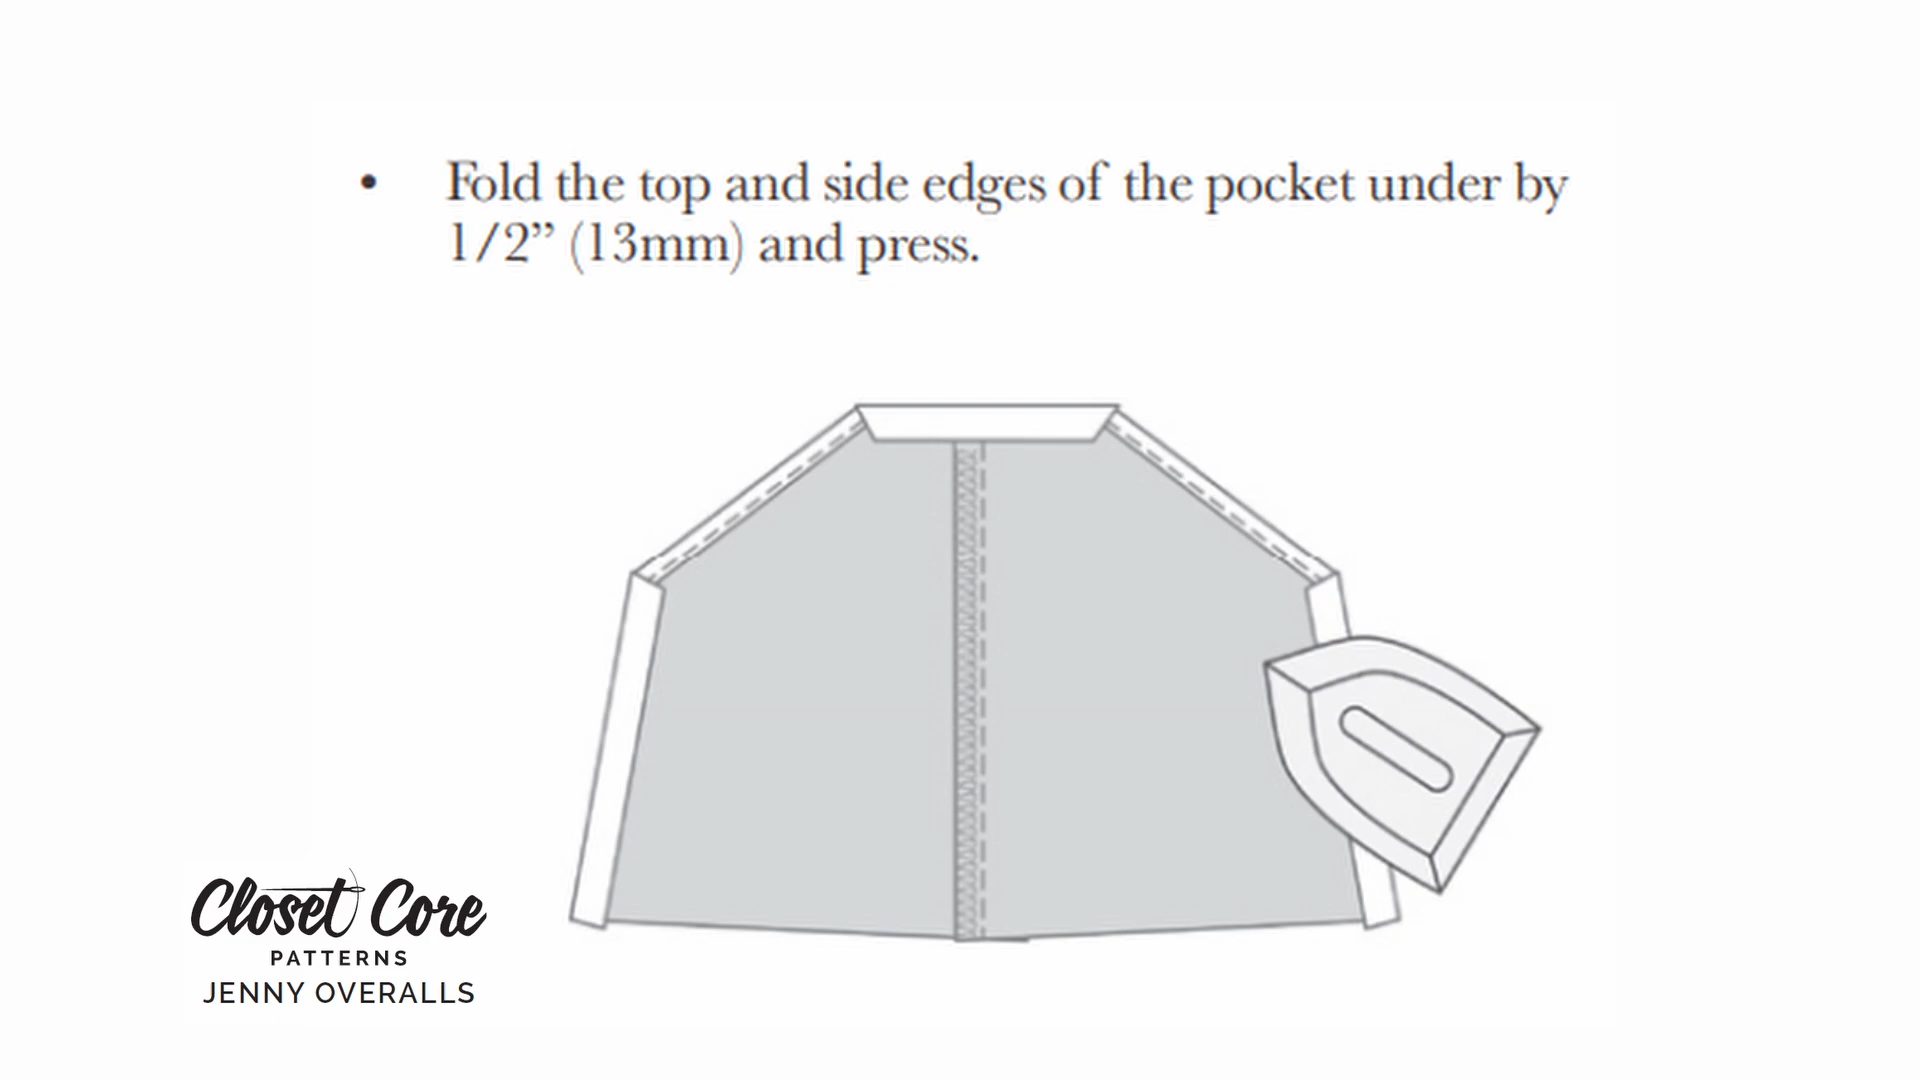 • Fold the top and side edges of the pocket under by
1/2” (13mm) and press.
Closet Core
PATTERNS
JENNY OVERALLS